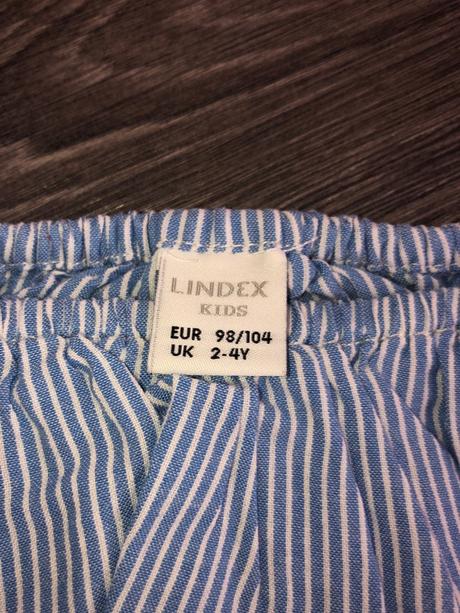 LINDEX
KIDS
EUR 98/104
UK 2-4Y